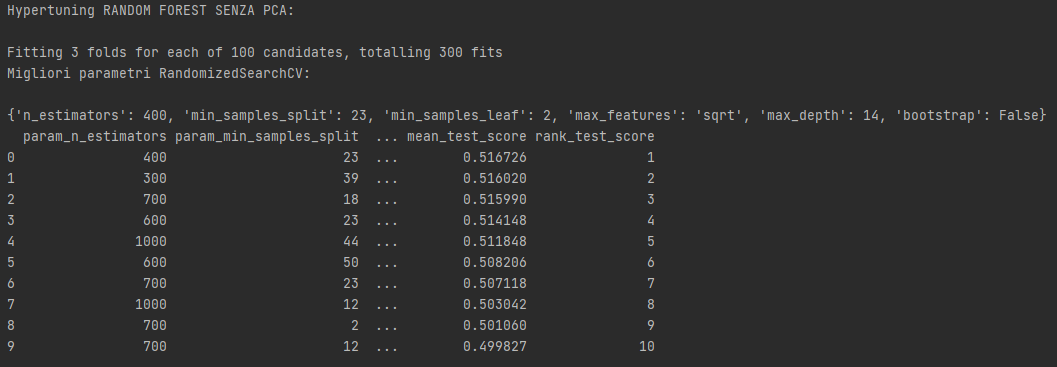 Hypertuning RANDOM FOREST SENZA PCA:
Fitting 3 folds for each of 100 candidates, totalling 300 fits
Migliori parametri RandomizedSearchCV:
{'n_estimators': 400, 'min_samples_split': 23, 'min_samples_leaf': 2, 'max_features': 'sqrt', 'max_depth': 14, 'bootstrap': False}
param_n_estimators param_min_samples_split ... mean_test_score rank_test_score
0 400 23 ... 0.516726 1
1 300 39 ... 0.516020 2
2 700 18 ... 0.515990 3
3 600 23 ... 0.514148 4
4 1000 44 ... 0.511848 5
5 600 50 ... 0.508206 6
6 700 23 ... 0.507118 7
7 1000 12 ... 0.503042 8
8 700 2 ... 0.501060 9
9 700 12 ... 0.499827 10